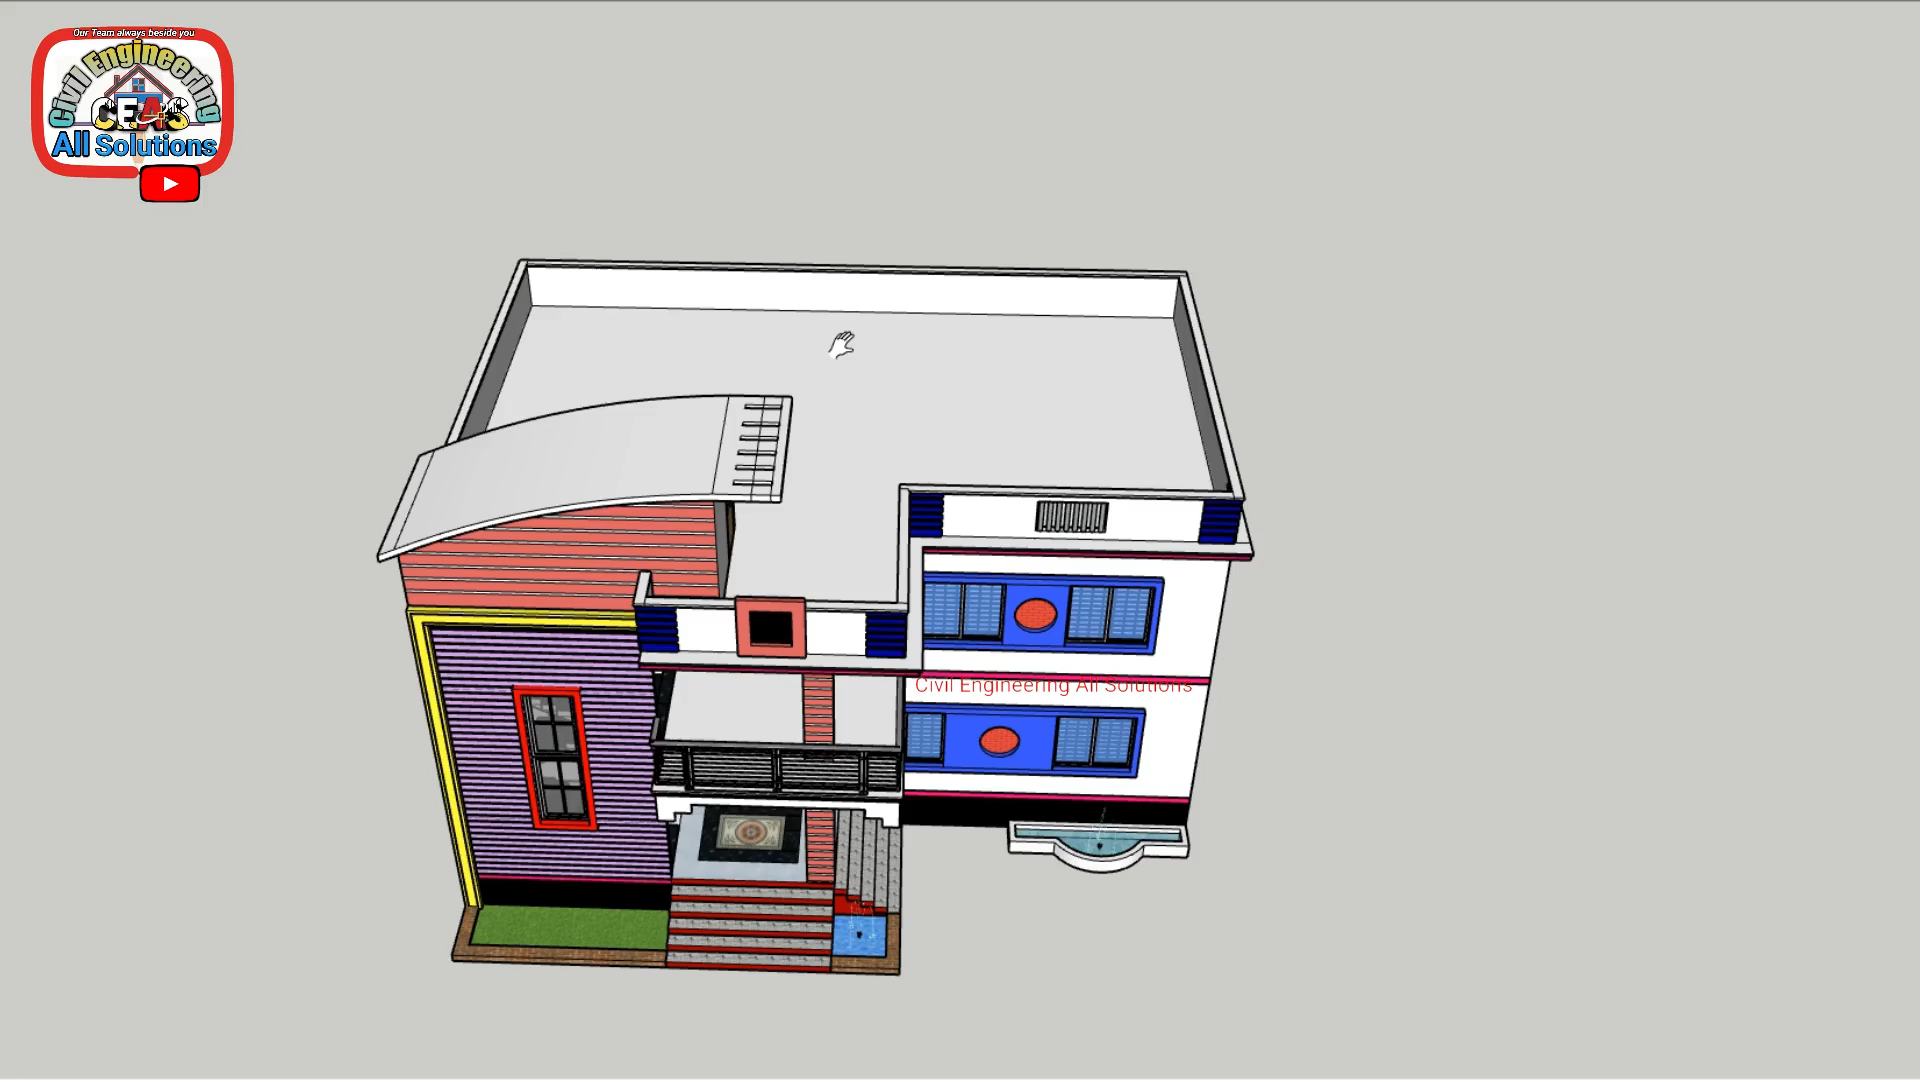 Our Team always beside you
Civil Engineering
CEAS
All Solutions
Civil Engineering All Solutions